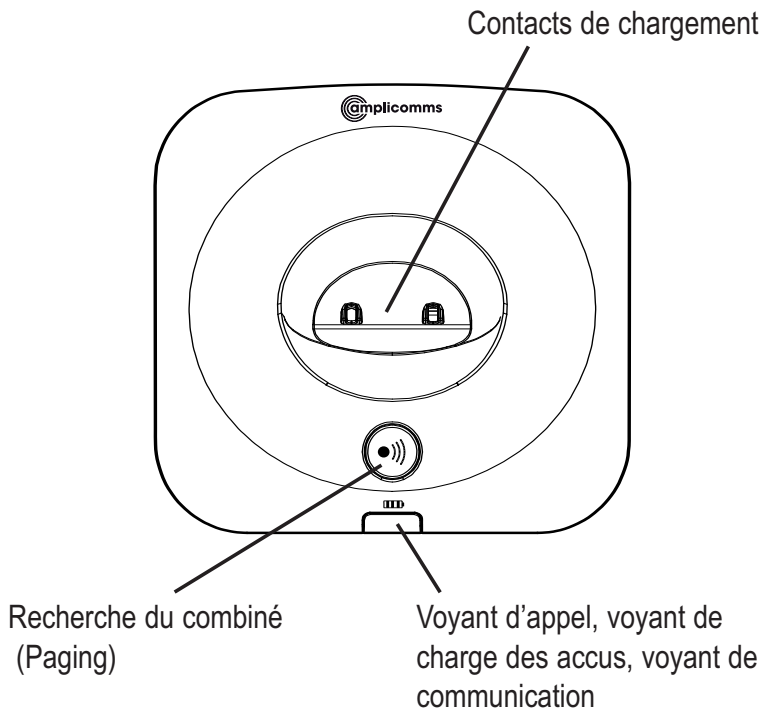 Contacts de chargement
amplicomms
Recherche du combiné
(Paging)
Voyant d’appel, voyant de
charge des accus, voyant de
communication